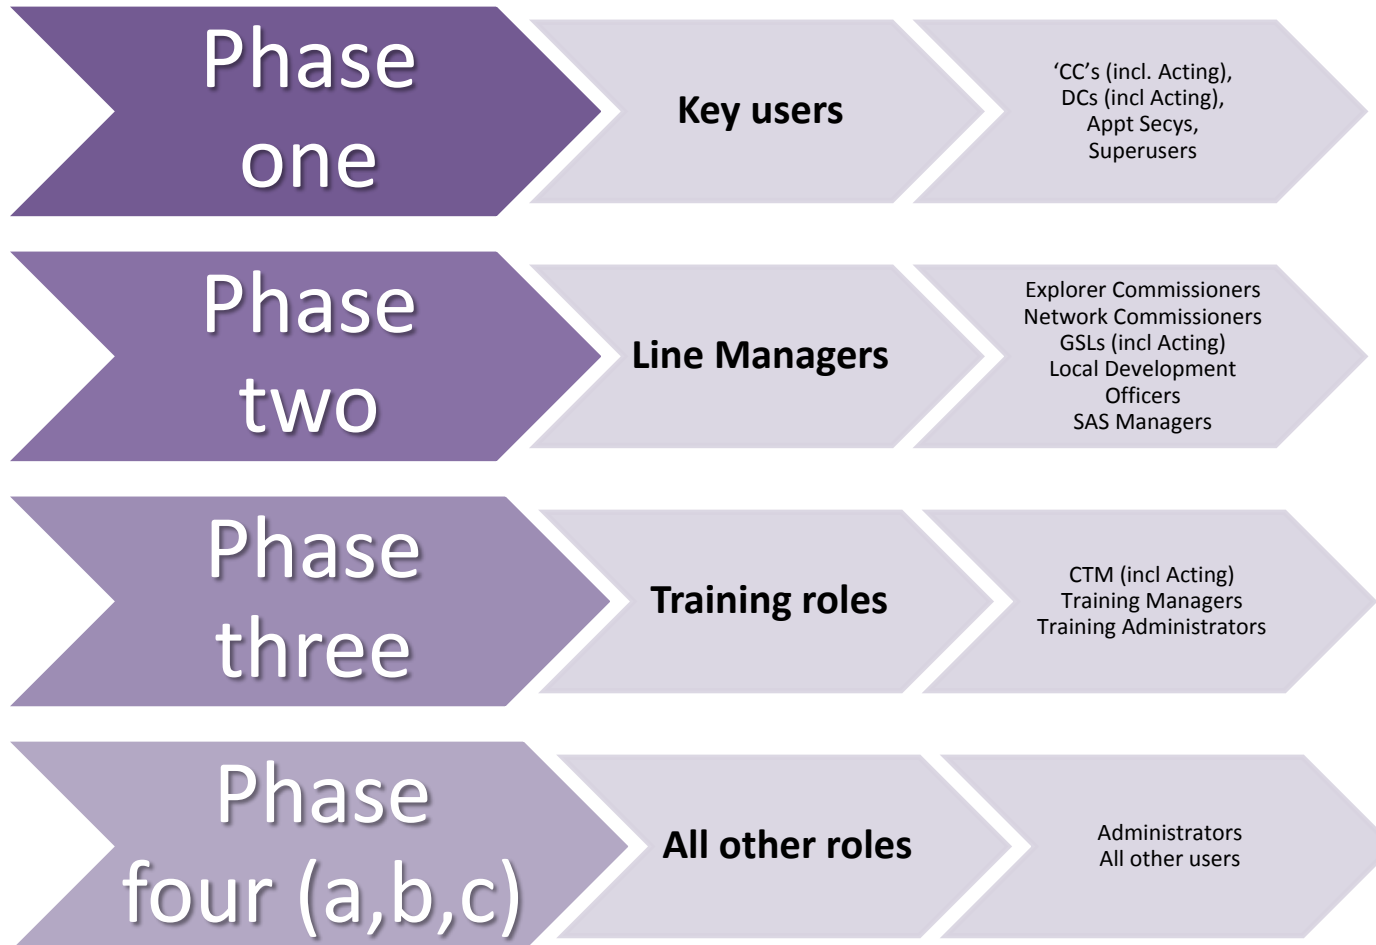 Phase
one
Key users
‘CC’s (incl. Acting),
DCs (incl Acting),
Appt Secys,
Superusers
Phase
two
Line Managers
Explorer Commissioners
Network Commissioners
GSLs (incl Acting)
Local Development
Officers
SAS Managers
Phase
three
Training roles
CTM (incl Acting)
Training Managers
Training Administrators
Phase
four (a,b,c)
All other roles
Administrators
All other users